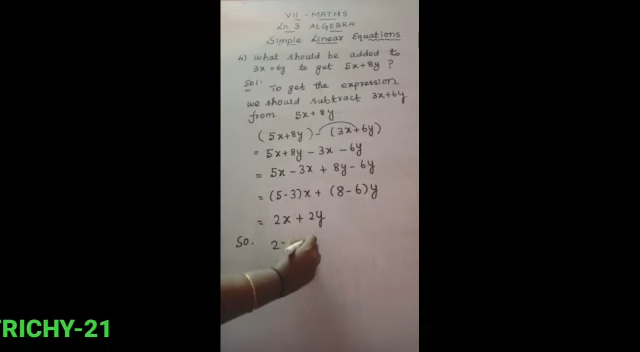 VII - MATHS
Ln. 3 ALGEBRA
Simple Linear Equations
4) What should be added to
3x+6y to get 5x+8y ?
Sol:
To get the expression
we should subtract 3x+6y
from 5x+8y.
(5x+8y) - (3x+6y)
= 5x+8y - 3x - 6y
= 5x - 3x + 8y - 6y
= (5-3)x + (8-6)y
= 2x + 2y
So. 2
TRICHY-21